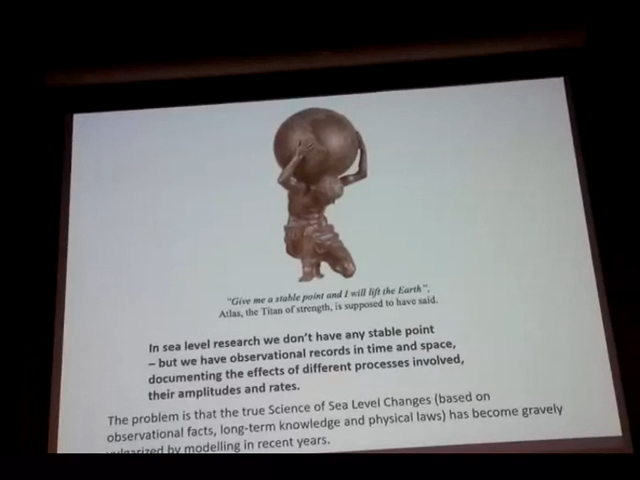 "Give me a stable point and I will lift the Earth",
Atlas, the Titan of strength, is supposed to have said.
In sea level research we don't have any stable point
– but we have observational records in time and space,
documenting the effects of different processes involved,
their amplitudes and rates.
The problem is that the true Science of Sea Level Changes (based on
observational facts, long-term knowledge and physical laws) has become gravely
vulgarized by modelling in recent years.